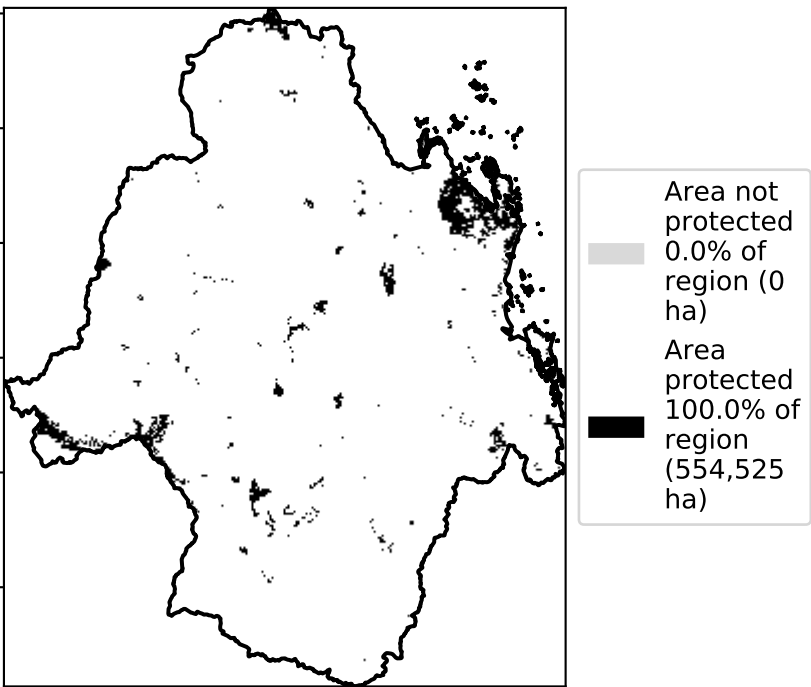 Area not
protected
0.0% of
region (0
ha)
Area
protected
100.0% of
region
(554,525
ha)